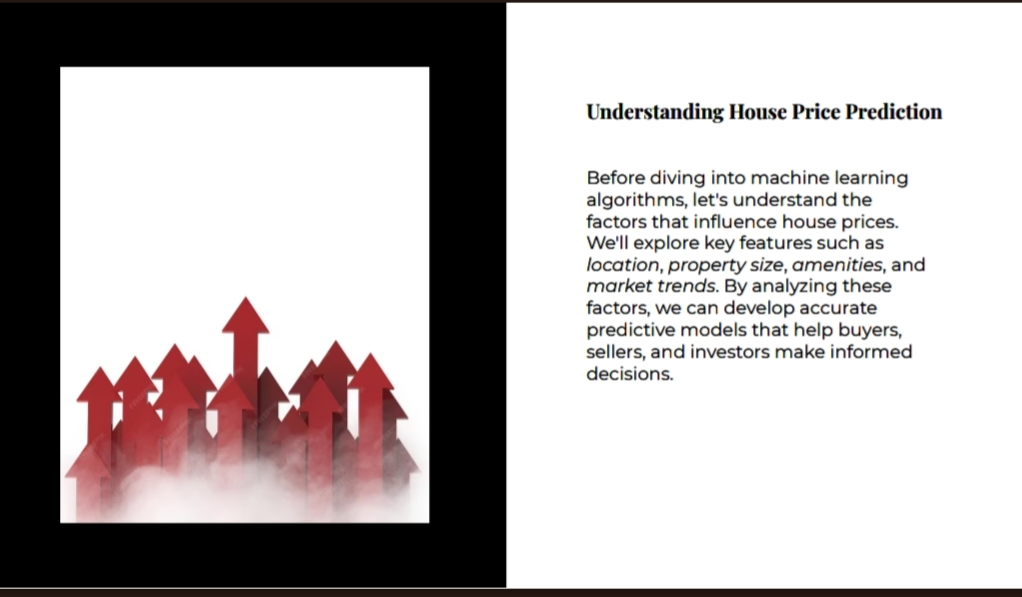 Understanding House Price Prediction
Before diving into machine learning
algorithms, let's understand the
factors that influence house prices.
We'll explore key features such as
location, property size, amenities, and
market trends. By analyzing these
factors, we can develop accurate
predictive models that help buyers,
sellers, and investors make informed
decisions.